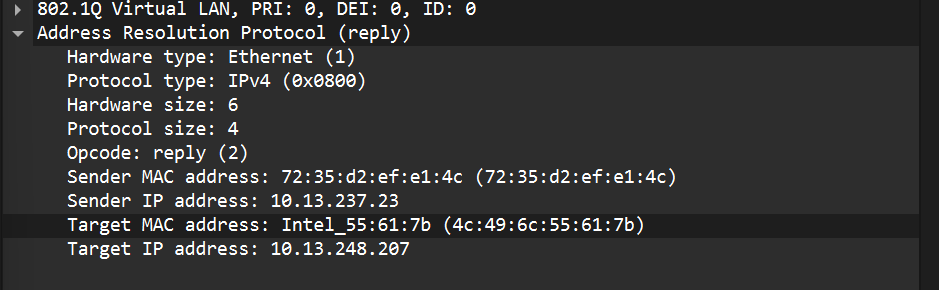 802.1Q Virtual LAN, PRI: 0, DEI: 0, ID: 0
Address Resolution Protocol (reply)
Hardware type: Ethernet (1)
Protocol type: IPv4 (0x0800)
Hardware size: 6
Protocol size: 4
Opcode: reply (2)
Sender MAC address: 72:35:d2:ef:e1:4c (72:35:d2:ef:e1:4c)
Sender IP address: 10.13.237.23
Target MAC address: Intel_55:61:7b (4c:49:6c:55:61:7b)
Target IP address: 10.13.248.207